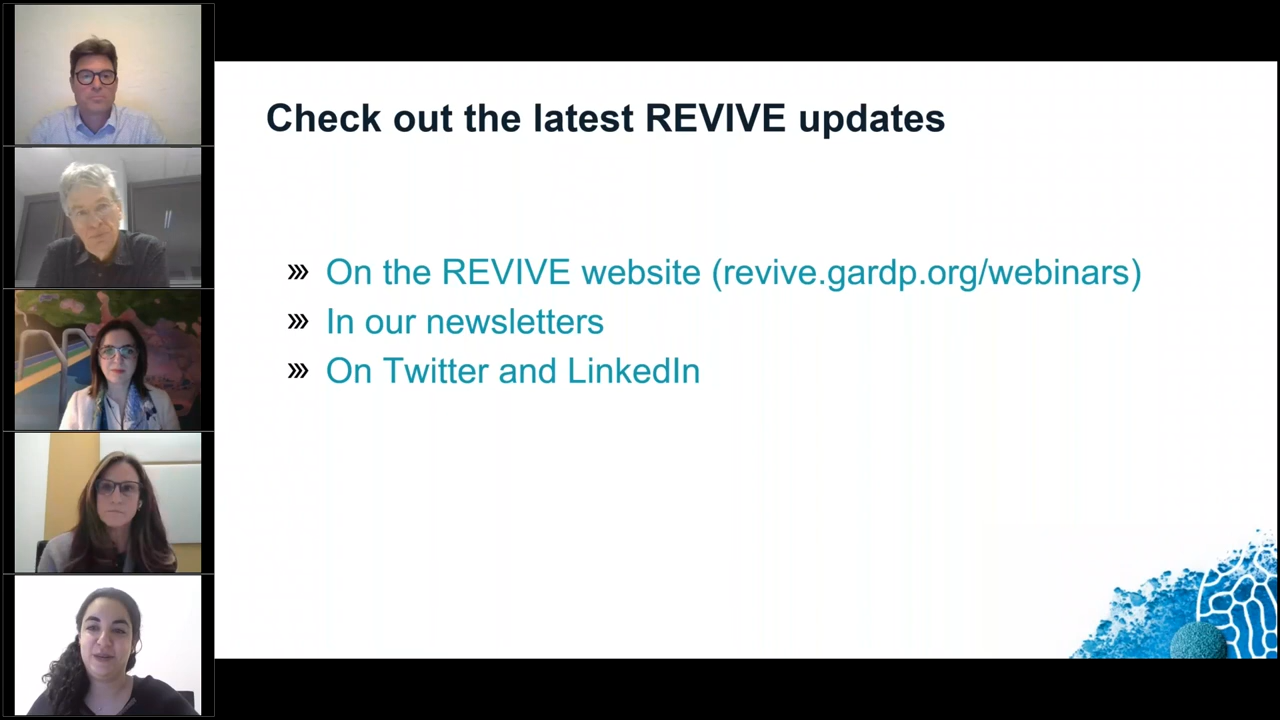 Check out the latest REVIVE updates
On the REVIVE website (revive.gardp.org/webinars)
In our newsletters
On Twitter and LinkedIn